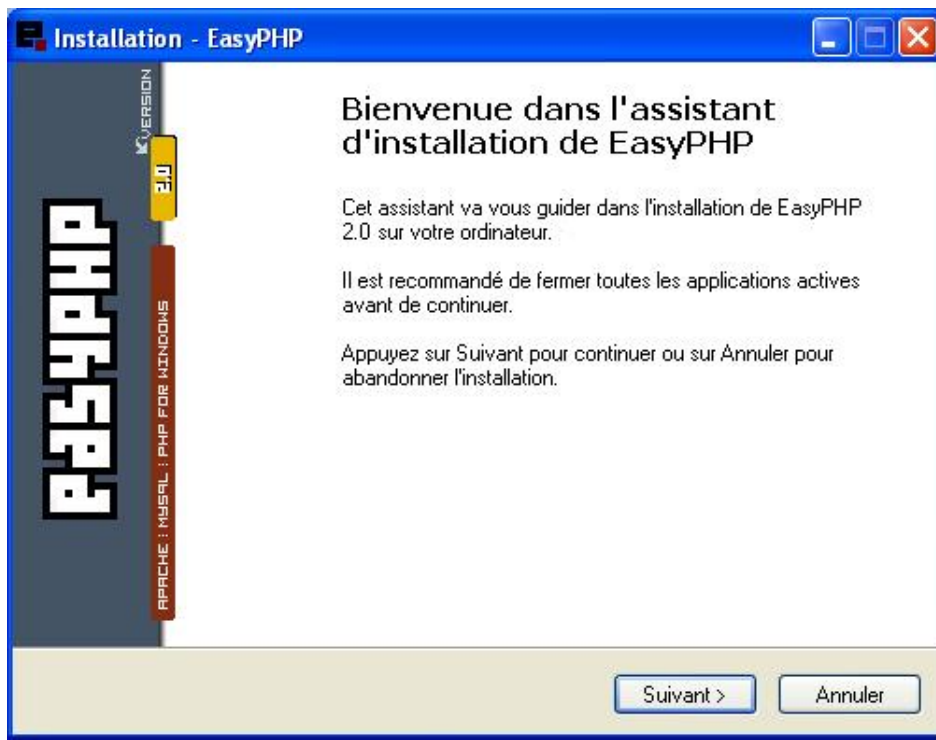 Installation - EasyPHP
VERSION
2.0
easyPHP
APACHE : MYSQL : PHP FOR WINDOWS
Bienvenue dans l'assistant
d'installation de EasyPHP
Cet assistant va vous guider dans l'installation de EasyPHP
2.0 sur votre ordinateur.
Il est recommandé de fermer toutes les applications actives
avant de continuer.
Appuyez sur Suivant pour continuer ou sur Annuler pour
abandonner l'installation.
Suivant >
Annuler